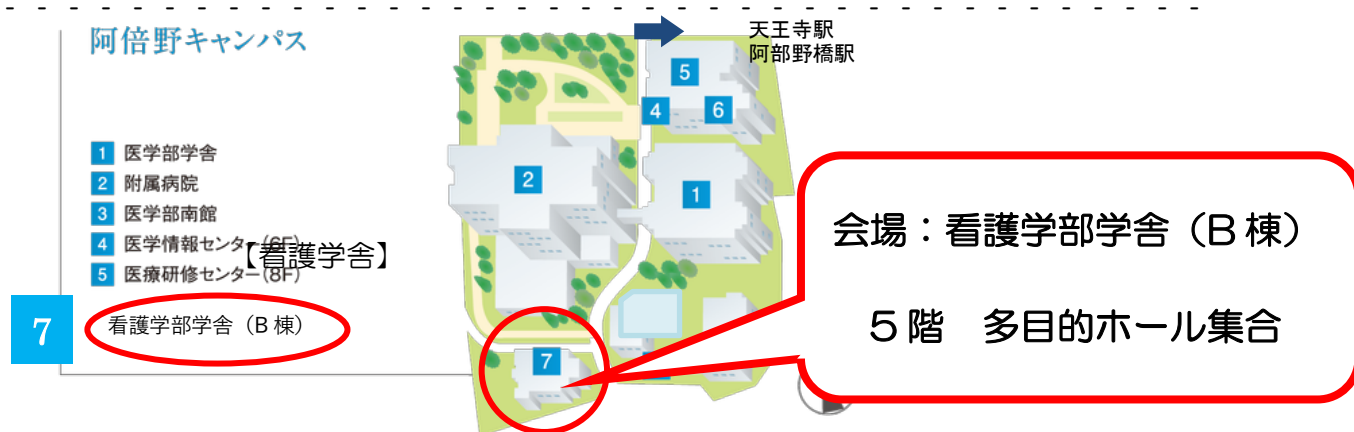 阿倍野キャンパス
天王寺駅
阿部野橋駅
1 医学部学舎
2 附属病院
3 医学部南館
4 医学情報センター(6F)
【看護学舎】
5 医療研修センター(8F)
7 看護学部学舎（B 棟）
5
4
6
2
1
7
会場：看護学部学舎（B 棟）
５階　多目的ホール集合